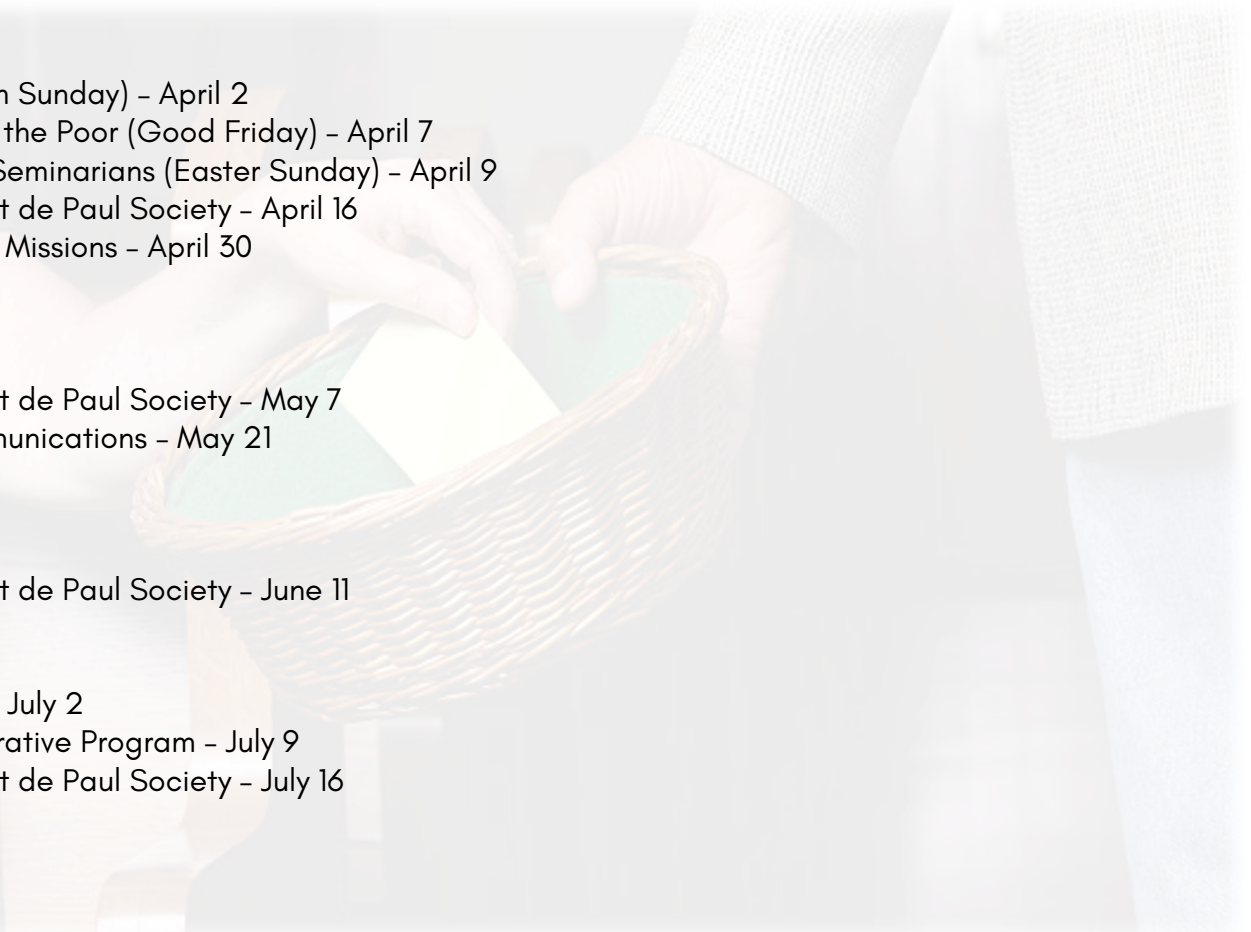 Sunday) – April 2
the Poor (Good Friday) – April 7
Seminarians (Easter Sunday) – April 9
de Paul Society – April 16
Missions – April 30
de Paul Society – May 7
– May 21
de Paul Society – June 11
July 2
Program – July 9
de Paul Society – July 16